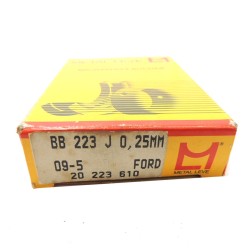 BB 223 J 0,25MM
09-5 FORD
20 223 610
METAL LEVE